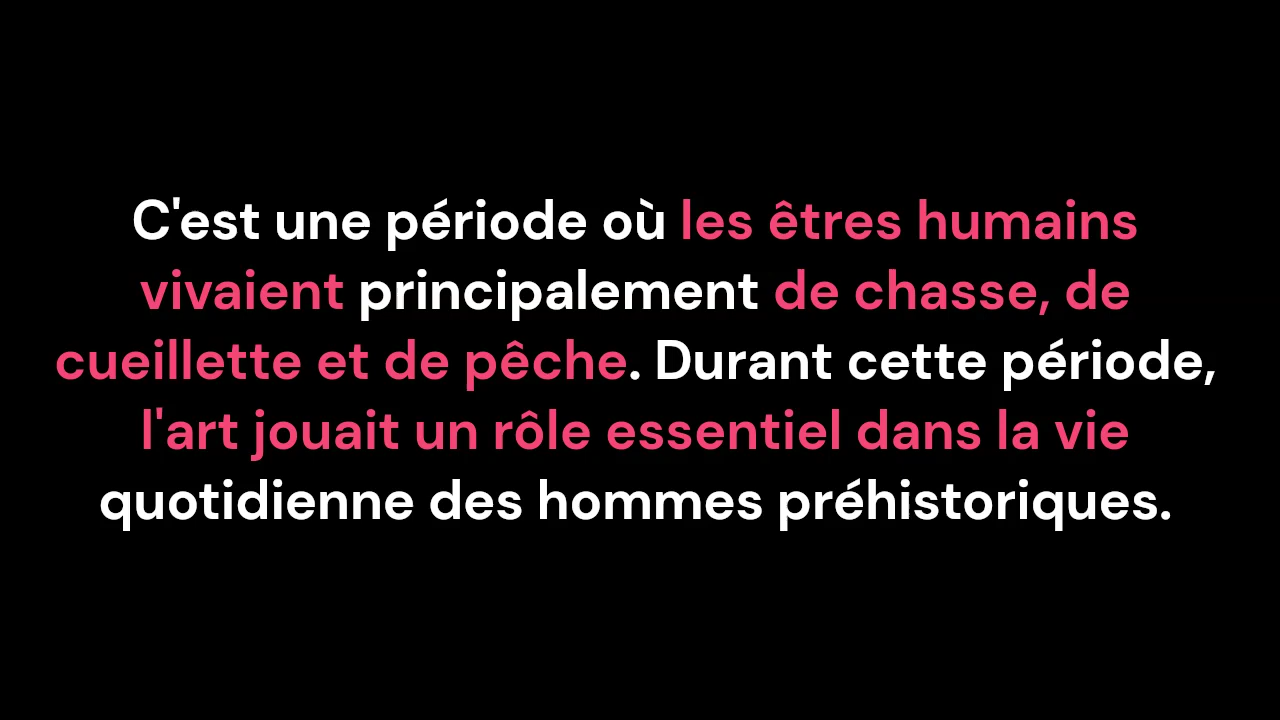 C'est une période où les êtres humains
vivaient principalement de chasse, de
cueillette et de pêche. Durant cette période,
l'art jouait un rôle essentiel dans la vie
quotidienne des hommes préhistoriques.